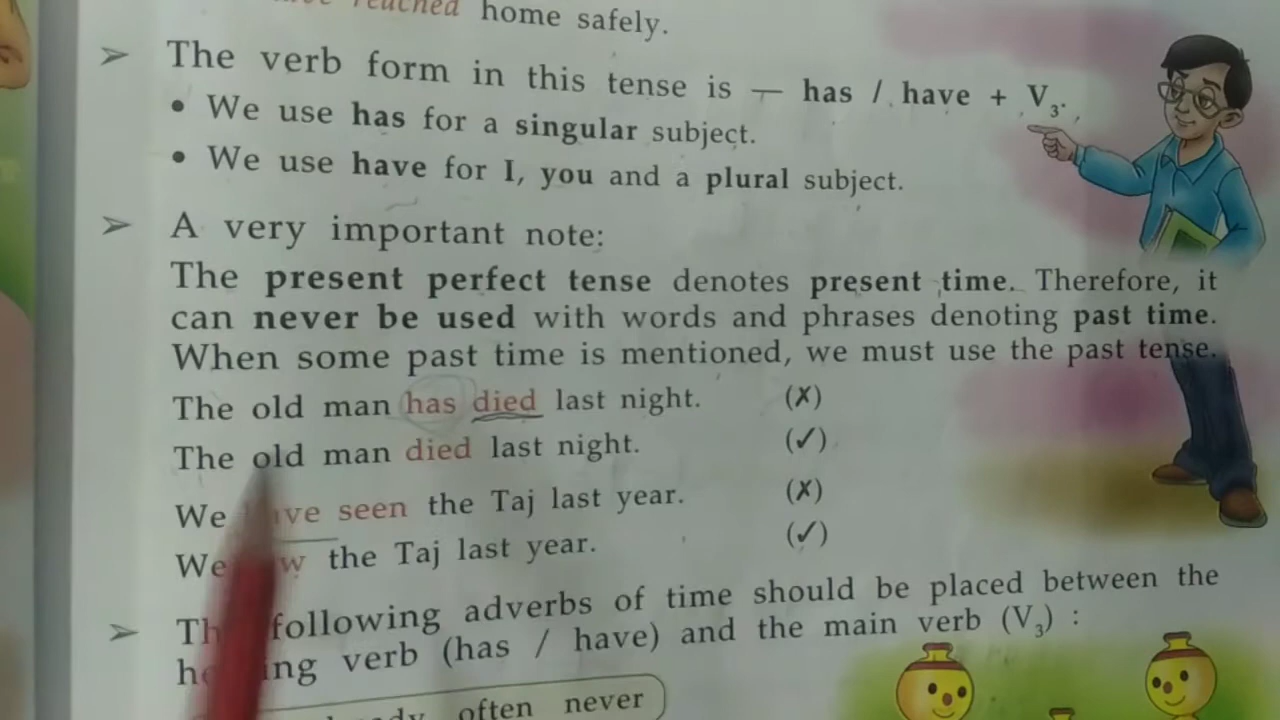 reached home safely.
➢ The verb form in this tense is — has / have + V₃.
• We use has for a singular subject.
• We use have for I, you and a plural subject.
➢ A very important note:
The present perfect tense denotes present time. Therefore, it
can never be used with words and phrases denoting past time.
When some past time is mentioned, we must use the past tense.
The old man has died last night. (✗)
The old man died last night. (✓)
We seen the Taj last year. (✗)
We the Taj last year. (✓)
➢ following adverbs of time should be placed between the
verb (has / have) and the main verb (V₃) :
often never